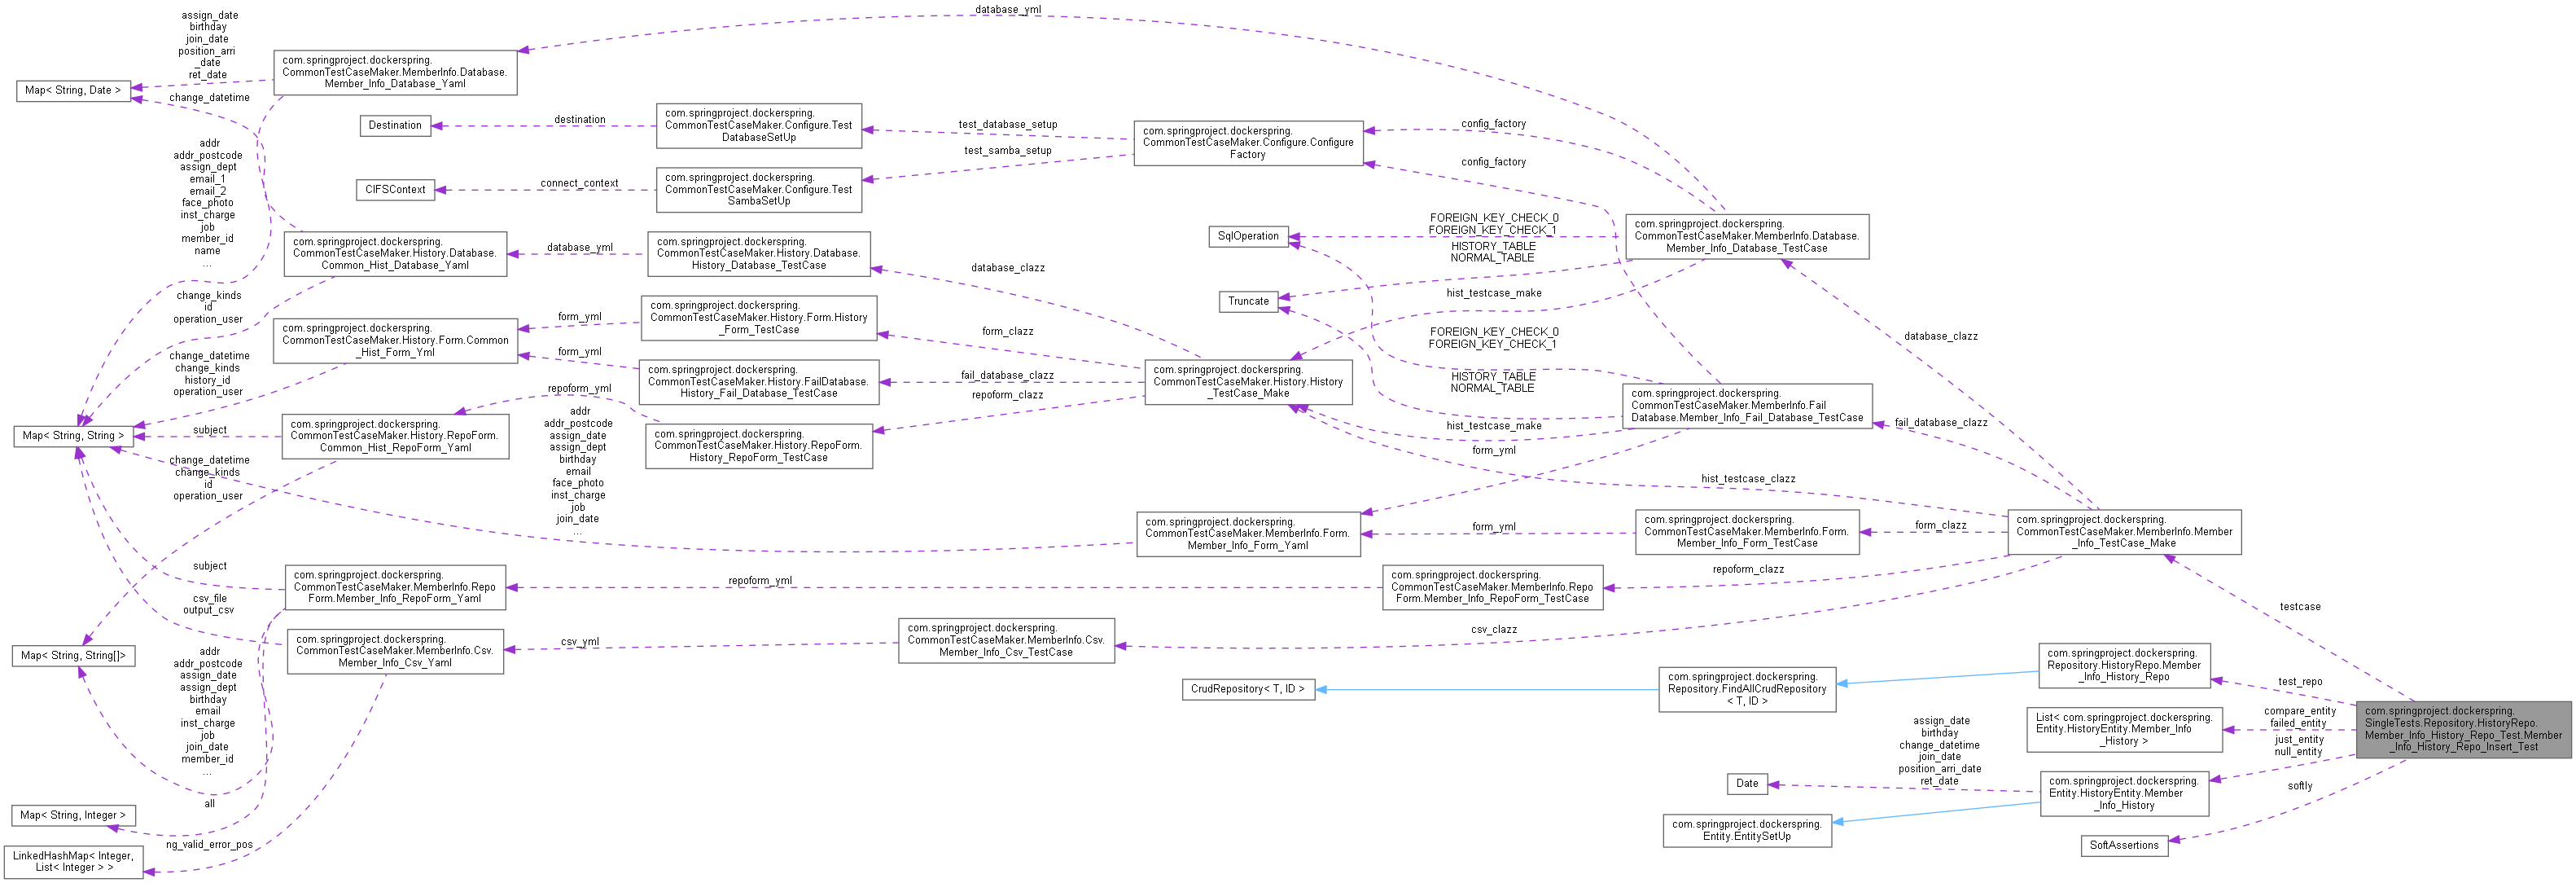 database_yml
assign_date
birthday
join_date
position_arri
_date
ret_date
com.springproject.dockerspring.
CommonTestCaseMaker.MemberInfo.Database.
Member_Info_Database_Yaml
Map< String, Date >
change_datetime
Destination
destination
com.springproject.dockerspring.
CommonTestCaseMaker.Configure.Test
DatabaseSetUp
test_database_setup
com.springproject.dockerspring.
CommonTestCaseMaker.Configure.Configure
Factory
config_factory
config_factory
test_samba_setup
CIFSContext
connect_context
com.springproject.dockerspring.
CommonTestCaseMaker.Configure.Test
SambaSetUp
addr
addr_postcode
assign_dept
email_1
email_2
face_photo
inst_charge
job
member_id
name
...
com.springproject.dockerspring.
CommonTestCaseMaker.History.Database.
Common_Hist_Database_Yaml
database_yml
com.springproject.dockerspring.
CommonTestCaseMaker.History.Database.
History_Database_TestCase
database_clazz
SqlOperation
FOREIGN_KEY_CHECK_0
FOREIGN_KEY_CHECK_1
HISTORY_TABLE
NORMAL_TABLE
com.springproject.dockerspring.
CommonTestCaseMaker.MemberInfo.Database.
Member_Info_Database_TestCase
Truncate
hist_testcase_make
change_kinds
id
operation_user
com.springproject.dockerspring.
CommonTestCaseMaker.History.Form.Common
_Hist_Form_Yml
form_yml
com.springproject.dockerspring.
CommonTestCaseMaker.History.Form.History
_Form_TestCase
form_clazz
FOREIGN_KEY_CHECK_0
FOREIGN_KEY_CHECK_1
database_clazz
change_datetime
change_kinds
history_id
operation_user
form_yml
com.springproject.dockerspring.
CommonTestCaseMaker.History.FailDatabase.
History_Fail_Database_TestCase
fail_database_clazz
com.springproject.dockerspring.
CommonTestCaseMaker.History.History
_TestCase_Make
HISTORY_TABLE
NORMAL_TABLE
com.springproject.dockerspring.
CommonTestCaseMaker.MemberInfo.Fail
Database.Member_Info_Fail_Database_TestCase
repoform_yml
repoform_clazz
Map< String, String >
subject
com.springproject.dockerspring.
CommonTestCaseMaker.History.RepoForm.
Common_Hist_RepoForm_Yaml
com.springproject.dockerspring.
CommonTestCaseMaker.History.RepoForm.
History_RepoForm_TestCase
hist_testcase_make
fail_database_clazz
form_yml
addr
addr_postcode
assign_date
assign_dept
birthday
email
face_photo
inst_charge
job
join_date
...
change_datetime
change_kinds
id
operation_user
hist_testcase_clazz
com.springproject.dockerspring.
CommonTestCaseMaker.MemberInfo.Form.
Member_Info_Form_Yaml
form_yml
com.springproject.dockerspring.
CommonTestCaseMaker.MemberInfo.Form.
Member_Info_Form_TestCase
form_clazz
com.springproject.dockerspring.
CommonTestCaseMaker.MemberInfo.Member
_Info_TestCase_Make
subject
com.springproject.dockerspring.
CommonTestCaseMaker.MemberInfo.Repo
Form.Member_Info_RepoForm_Yaml
repoform_yml
com.springproject.dockerspring.
CommonTestCaseMaker.MemberInfo.Repo
Form.Member_Info_RepoForm_TestCase
repoform_clazz
testcase
csv_file
output_csv
com.springproject.dockerspring.
CommonTestCaseMaker.MemberInfo.Csv.
Member_Info_Csv_Yaml
csv_yml
com.springproject.dockerspring.
CommonTestCaseMaker.MemberInfo.Csv.
Member_Info_Csv_TestCase
csv_clazz
Map< String, String[]>
addr
addr_postcode
assign_date
assign_dept
birthday
email
inst_charge
job
join_date
member_id
...
CrudRepository< T, ID >
com.springproject.dockerspring.
Repository.FindAllCrudRepository
< T, ID >
com.springproject.dockerspring.
Repository.HistoryRepo.Member
_Info_History_Repo
test_repo
List< com.springproject.dockerspring.
Entity.HistoryEntity.Member_Info
_History >
compare_entity
failed_entity
com.springproject.dockerspring.
SingleTests.Repository.HistoryRepo.
Member_Info_History_Repo_Test.Member
_Info_History_Repo_Insert_Test
just_entity
null_entity
assign_date
birthday
change_datetime
join_date
position_arri_date
ret_date
Date
com.springproject.dockerspring.
Entity.HistoryEntity.Member
_Info_History
softly
all
Map< String, Integer >
com.springproject.dockerspring.
Entity.EntitySetUp
SoftAssertions
ng_valid_error_pos
LinkedHashMap< Integer,
List< Integer > >